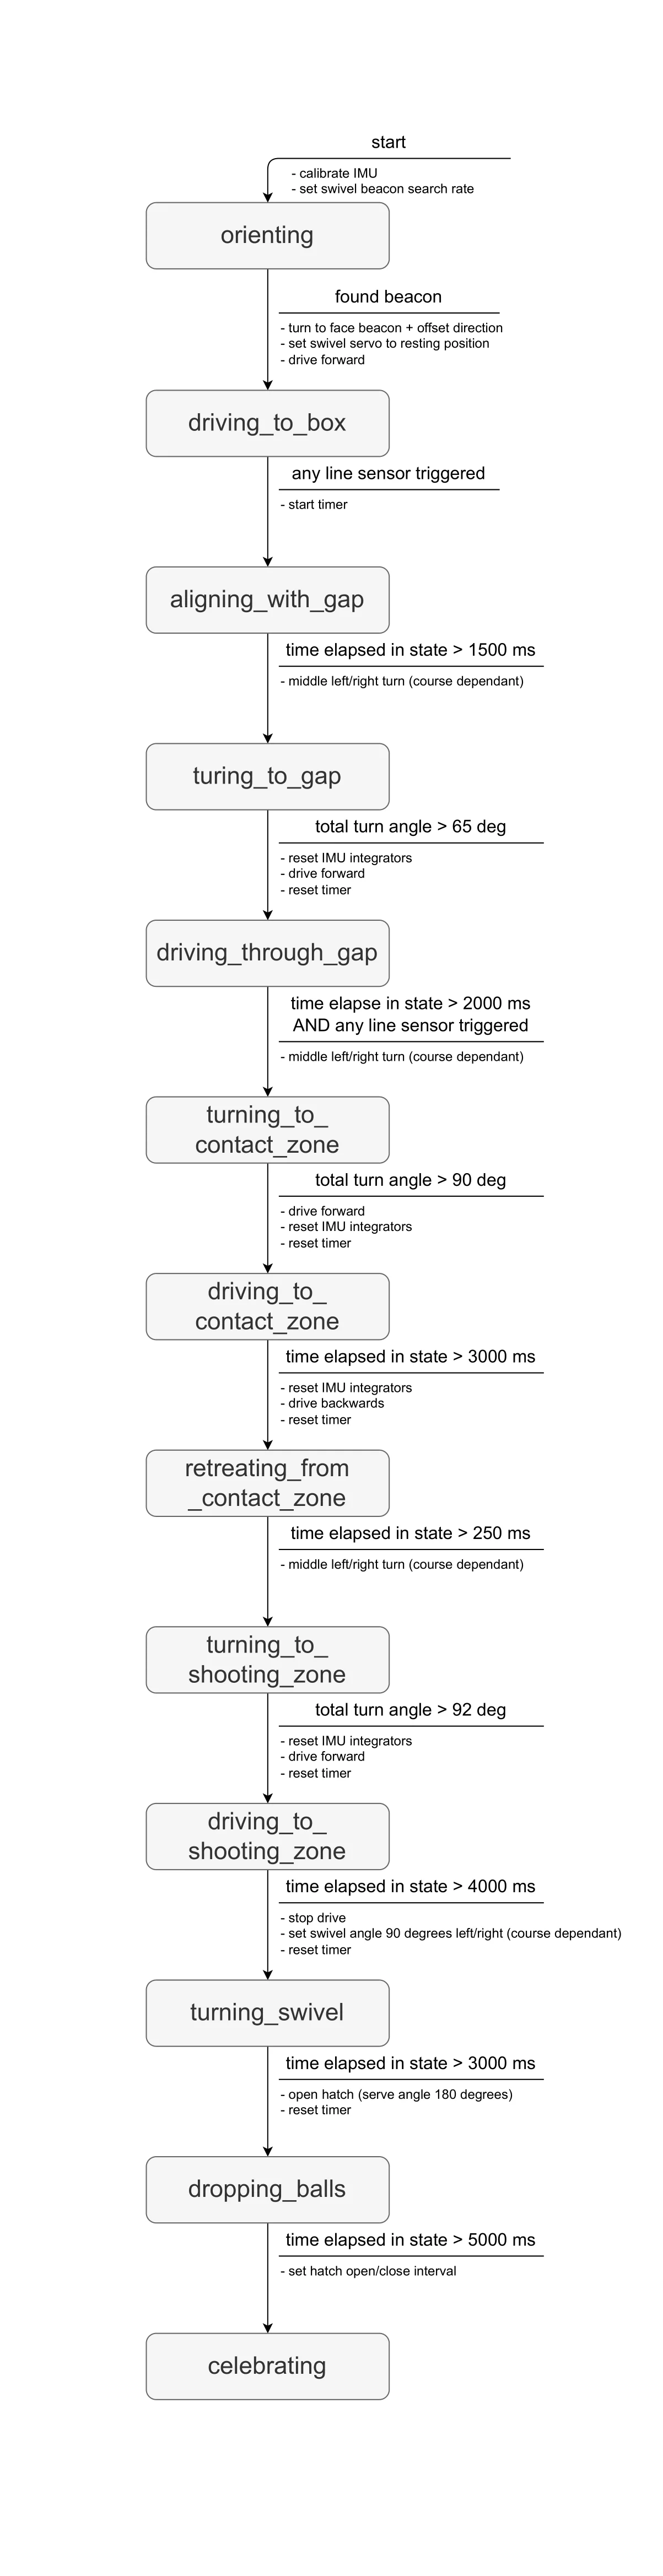 start
- calibrate IMU
- set swivel beacon search rate
orienting
found beacon
- turn to face beacon + offset direction
- set swivel servo to resting position
- drive forward
driving_to_box
any line sensor triggered
- start timer
aligning_with_gap
time elapsed in state > 1500 ms
- middle left/right turn (course dependant)
turing_to_gap
total turn angle > 65 deg
- reset IMU integrators
- drive forward
- reset timer
driving_through_gap
time elapse in state > 2000 ms
AND any line sensor triggered
- middle left/right turn (course dependant)
turning_to_
contact_zone
total turn angle > 90 deg
- drive forward
- reset IMU integrators
- reset timer
driving_to_
contact_zone
time elapsed in state > 3000 ms
- reset IMU integrators
- drive backwards
- reset timer
retreating_from
_contact_zone
time elapsed in state > 250 ms
- middle left/right turn (course dependant)
turning_to_
shooting_zone
total turn angle > 92 deg
- reset IMU integrators
- drive forward
- reset timer
driving_to_
shooting_zone
time elapsed in state > 4000 ms
- stop drive
- set swivel angle 90 degrees left/right (course dependant)
- reset timer
turning_swivel
time elapsed in state > 3000 ms
- open hatch (serve angle 180 degrees)
- reset timer
dropping_balls
time elapsed in state > 5000 ms
- set hatch open/close interval
celebrating